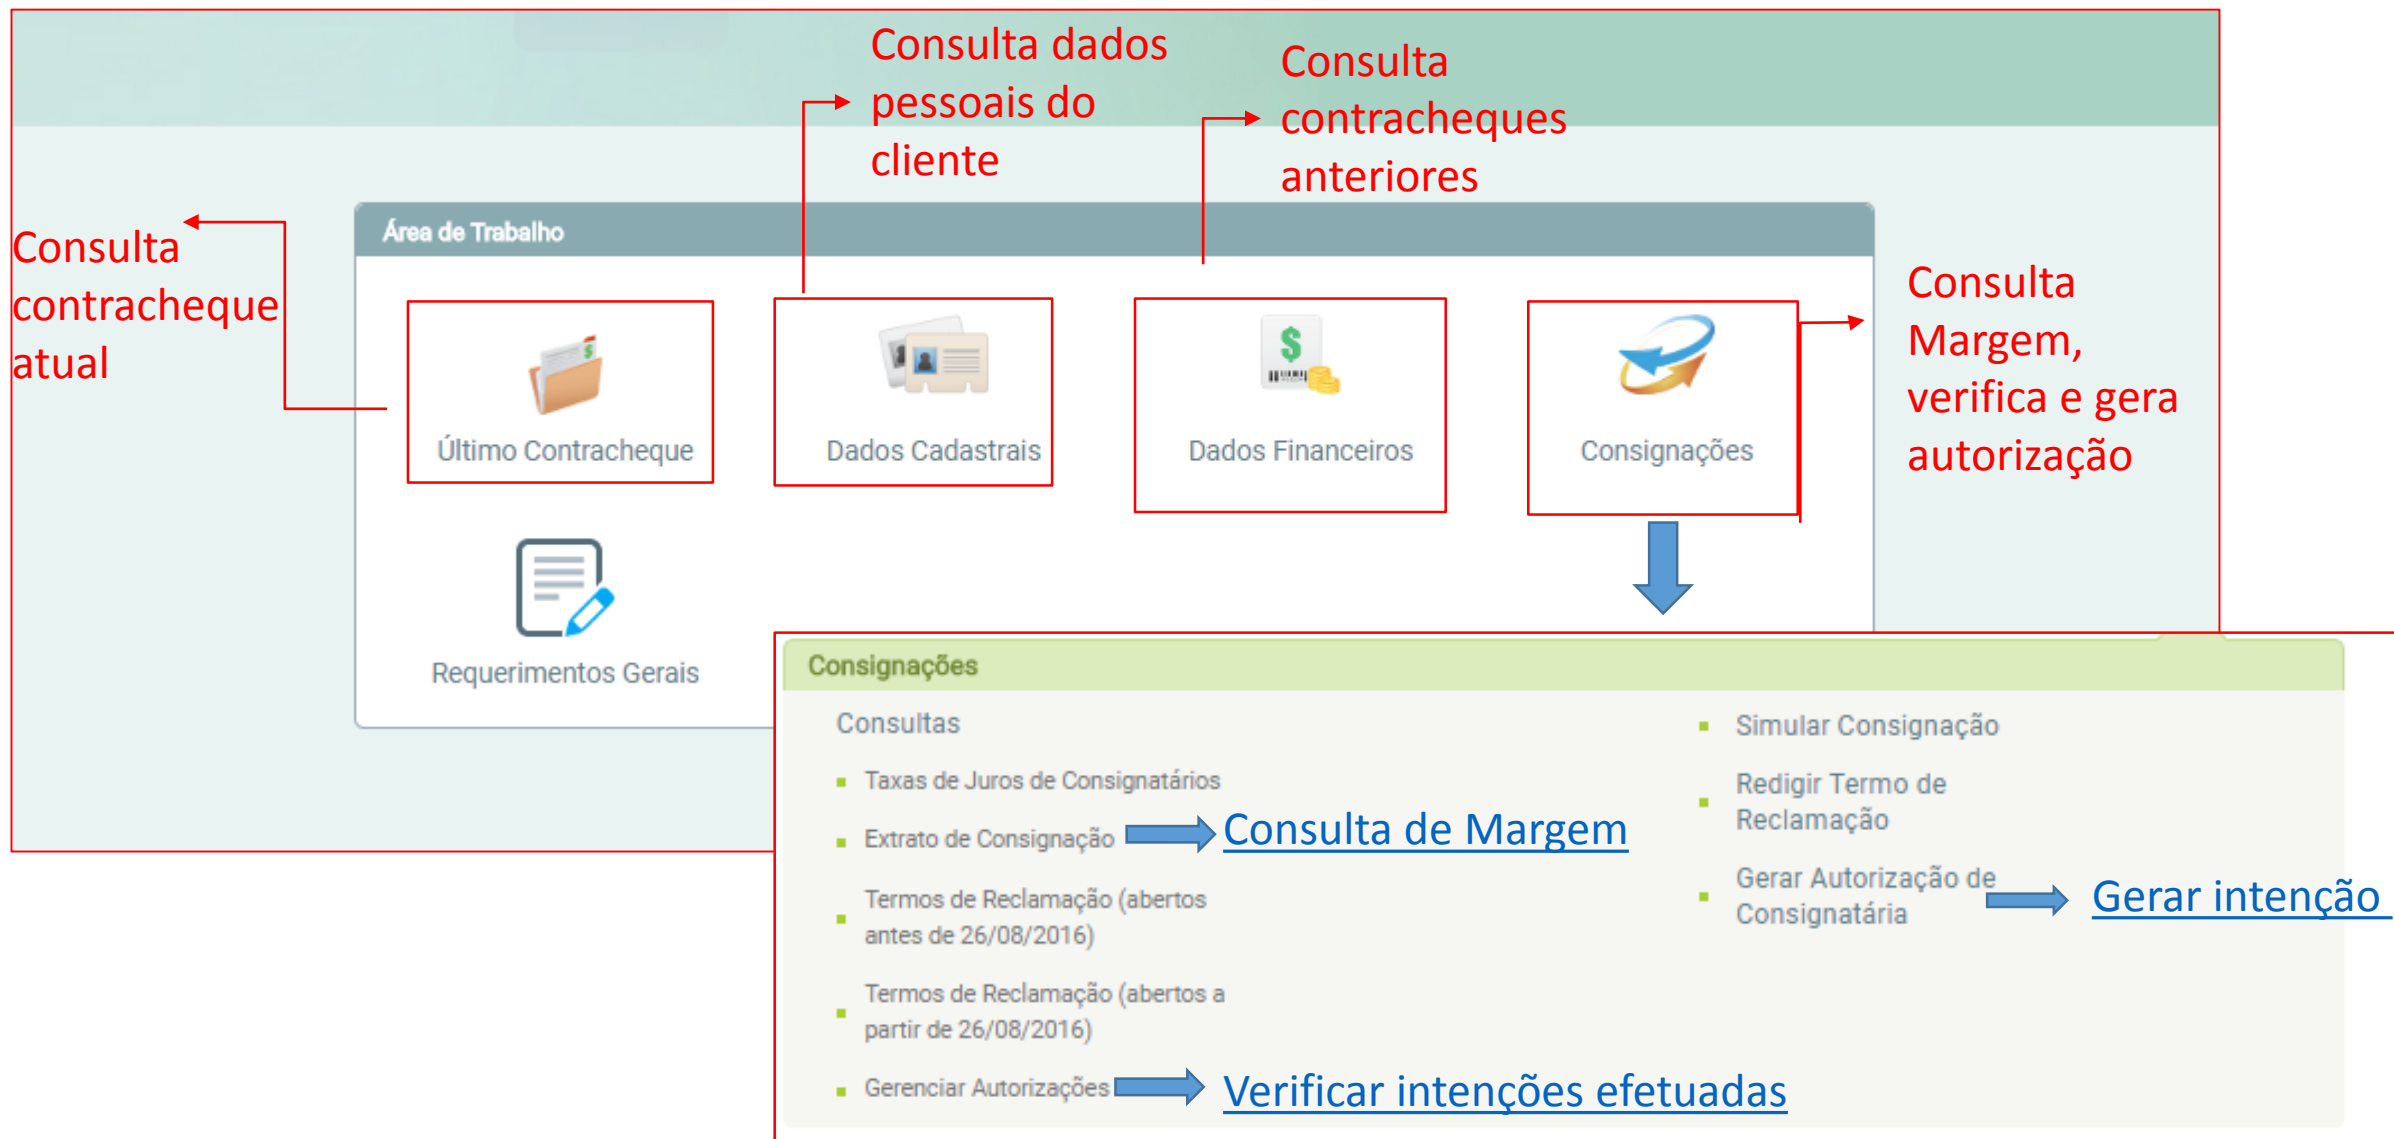 Consulta dados
pessoais do
cliente
Consulta
contracheques
anteriores
Consulta
contracheque
atual
Área de Trabalho
Consulta
Margem,
verifica e gera
autorização
Último Contracheque
Dados Cadastrais
Dados Financeiros
Consignações
Requerimentos Gerais
Consignações
Consultas
Taxas de Juros de Consignatários
Extrato de Consignação
Consulta de Margem
Termos de Reclamação (abertos
antes de 26/08/2016)
Termos de Reclamação (abertos a
partir de 26/08/2016)
Gerenciar Autorizações
Verificar intenções efetuadas
Simular Consignação
Redigir Termo de
Reclamação
Gerar Autorização de
Consignatária
Gerar intenção